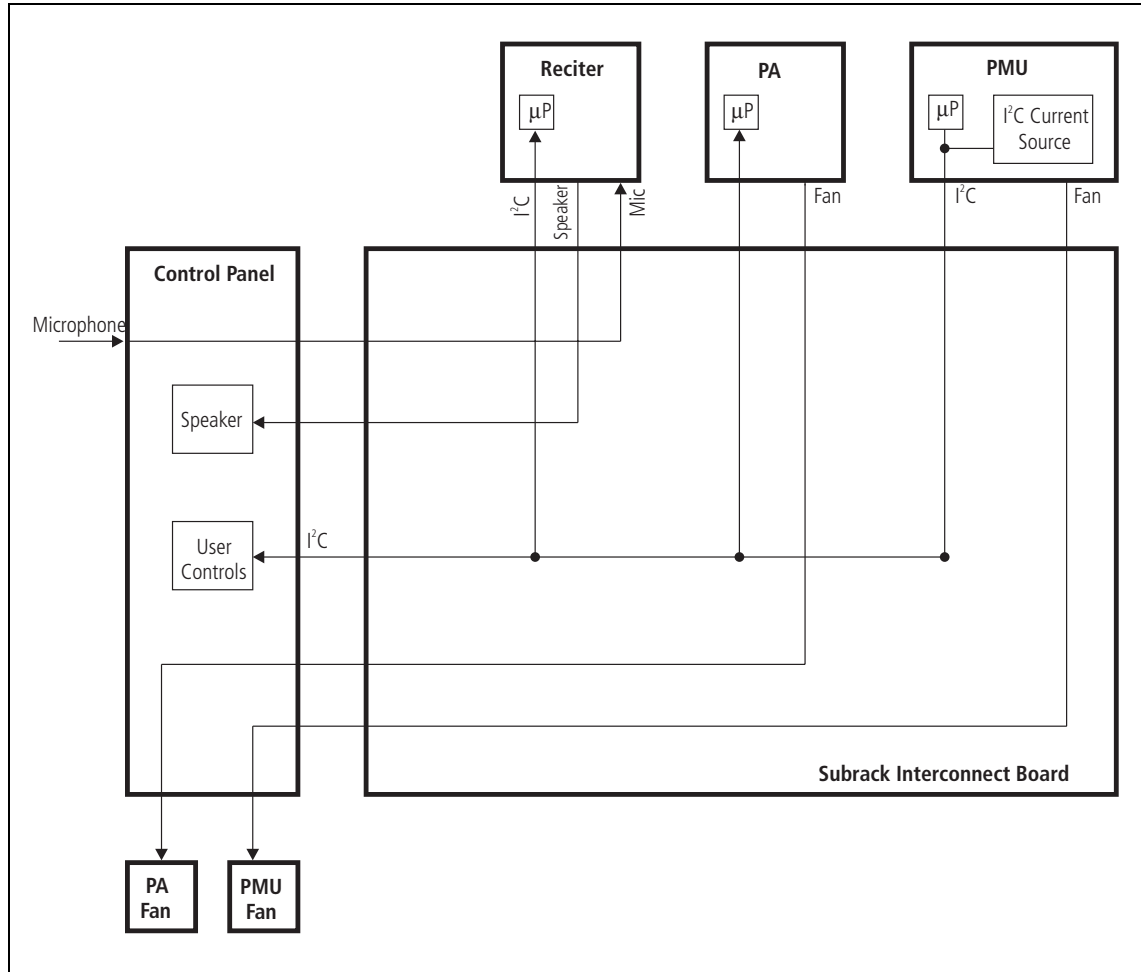 Reciter
PA
PMU
μP
μP
μP
I²C Current
Source
I²C
Speaker
Mic
Fan
I²C
Fan
Control Panel
Microphone
Speaker
User
Controls
I²C
Subrack Interconnect Board
PA
Fan
PMU
Fan